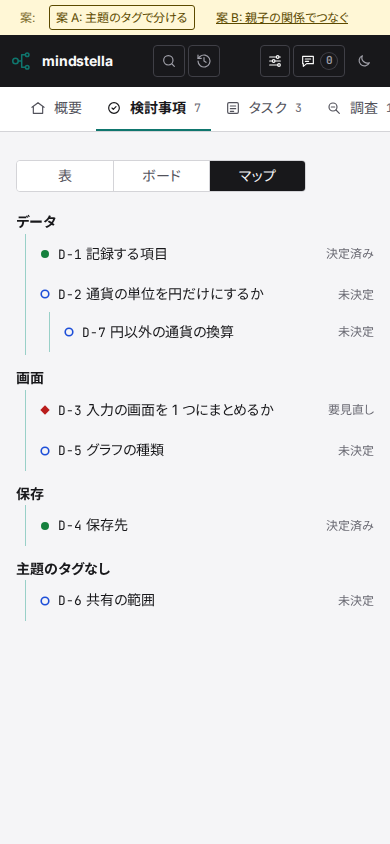 案: 案 A: 主題のタグで分ける 案 B: 親子の関係でつなぐ
mindstella 0
概要 検討事項 7 タスク 3 調査 1
表 ボード マップ
データ
D-1 記録する項目 決定済み
D-2 通貨の単位を円だけにするか 未決定
D-7 円以外の通貨の換算 未決定
画面
D-3 入力の画面を 1 つにまとめるか 要見直し
D-5 グラフの種類 未決定
保存
D-4 保存先 決定済み
主題のタグなし
D-6 共有の範囲 未決定